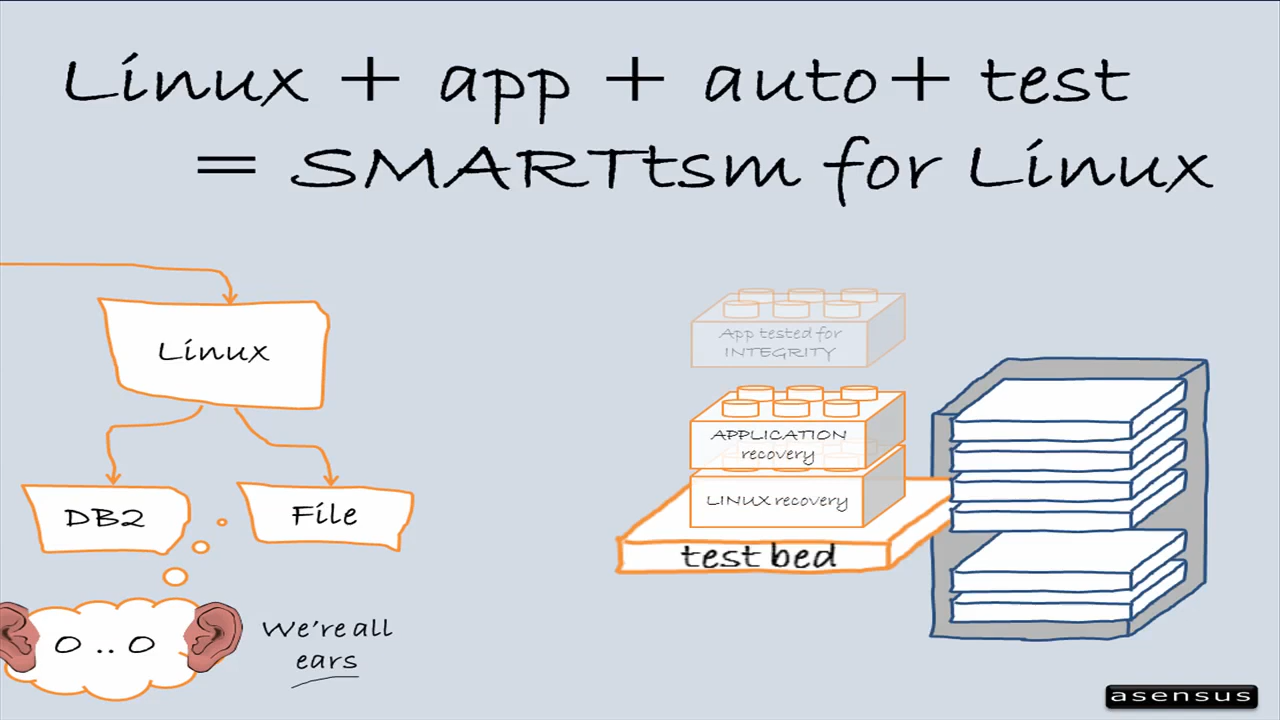 Linux + app + auto+ test
= SMARTtsm for Linux
Linux
DB2
File
O .. O
We're all
ears
App tested for
INTEGRITY
APPLICATION
recovery
LINUX recovery
test bed
asensus